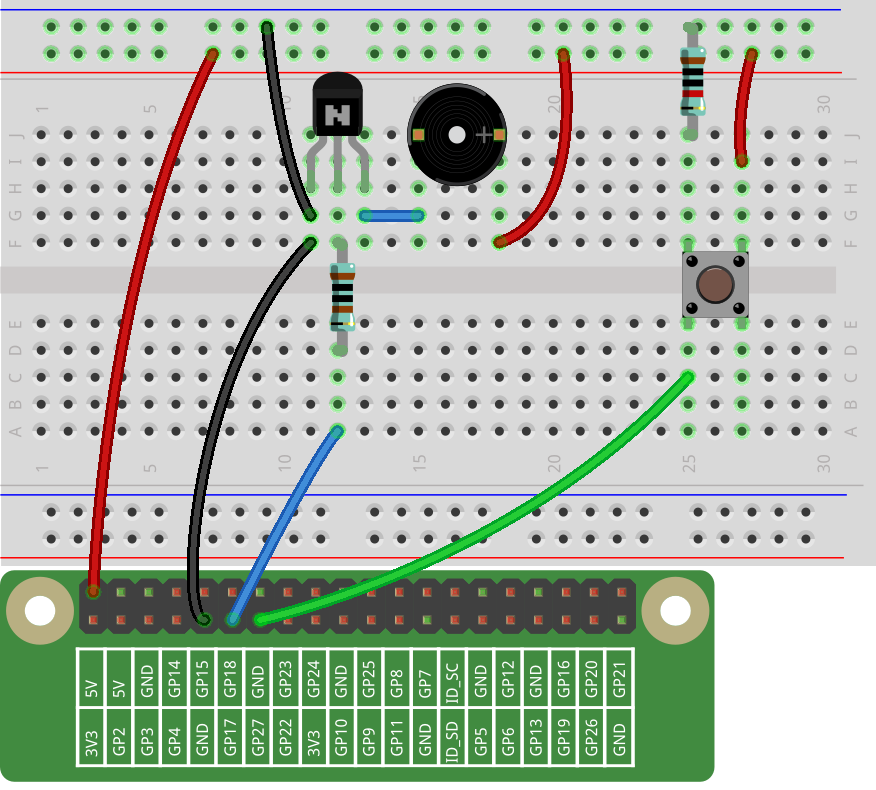 1 5 10 15 20 25 30
J J
I I
H H
G G
F F
N
+
E E
D D
C C
B B
A A
1 5 10 15 20 25 30
5V 5V GND GP14 GP15 GP18 GND GP23 GP24 GND GP25 GP8 GP7 ID_SC GND GP12 GND GP16 GP20 GP21
3V3 GP2 GP3 GP4 GND GP17 GP27 GP22 3V3 GP10 GP9 GP11 GND ID_SD GP5 GP6 GP13 GP19 GP26 GND